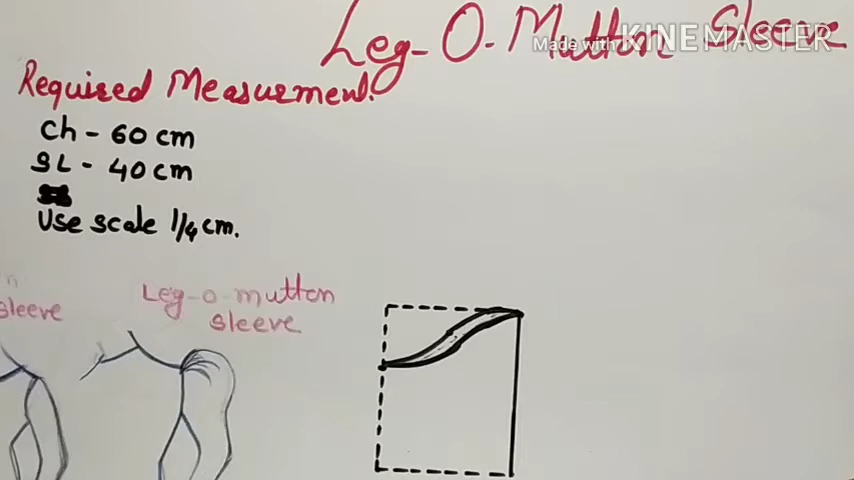 Leg-O-Mutton Sleeve
Made with KINEMASTER
Required Measurment.
Ch - 60 cm
SL - 40 cm
Use scale 1/4 cm.
sleeve
Leg-o-mutton
sleeve